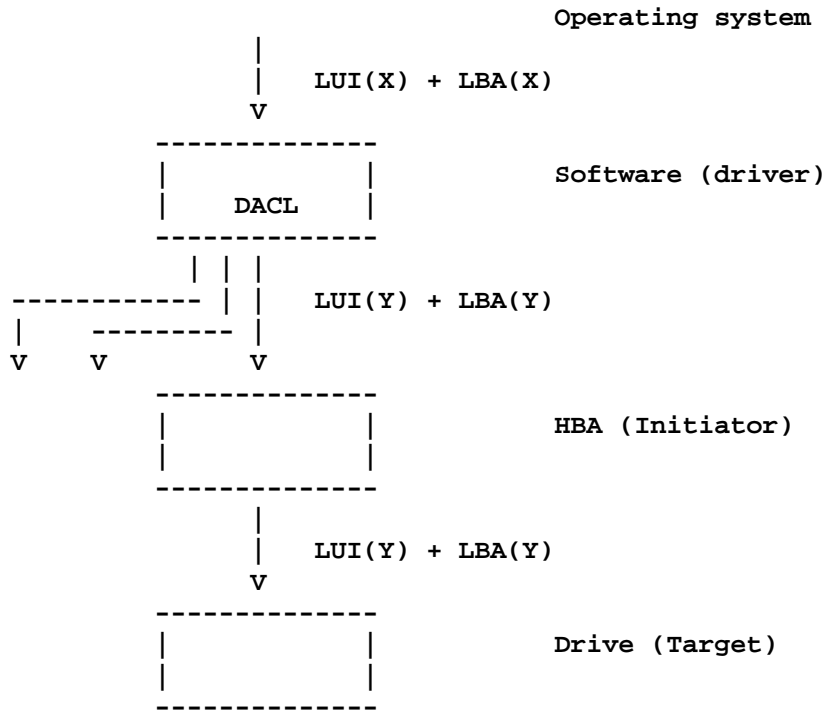 Operating system
LUI(X) + LBA(X)
Software (driver)
DACL
LUI(Y) + LBA(Y)
HBA (Initiator)
LUI(Y) + LBA(Y)
Drive (Target)